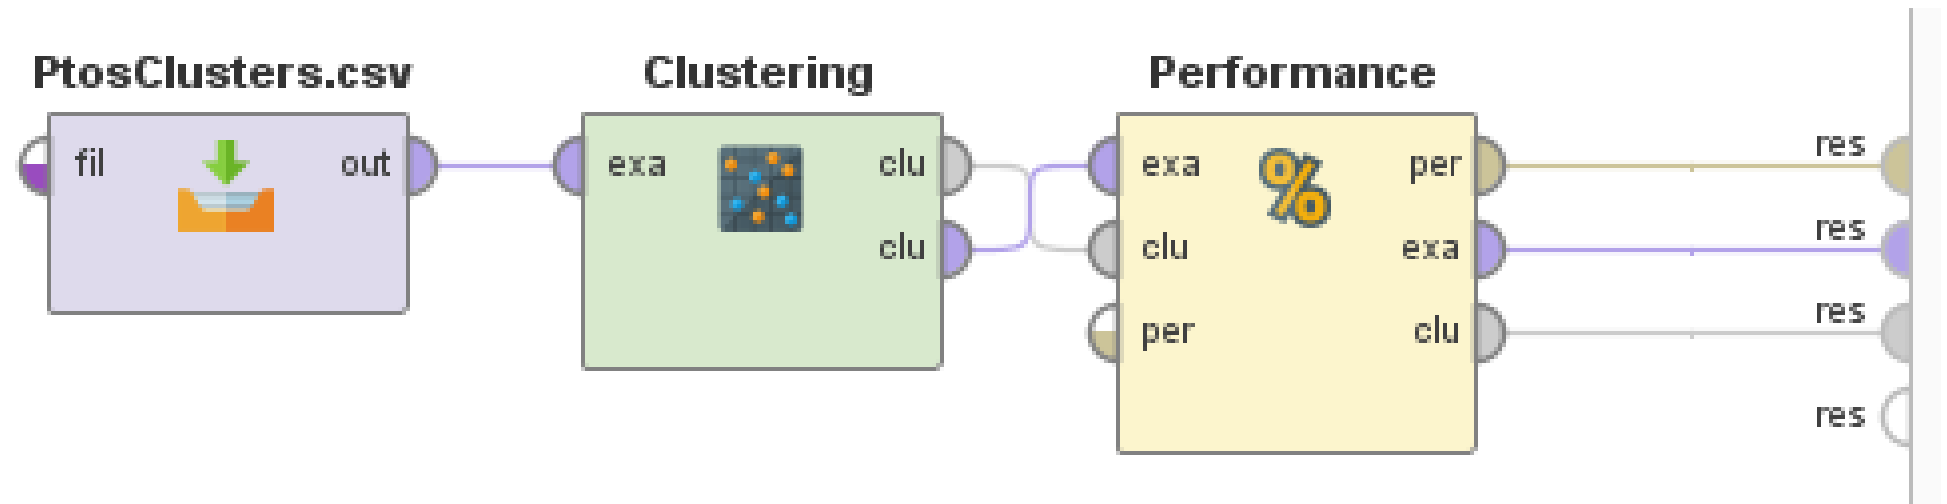 PtosClusters.csv
Clustering
Performance
fil
out
exa
clu
clu
exa
clu
per
per
exa
clu
res
res
res
res